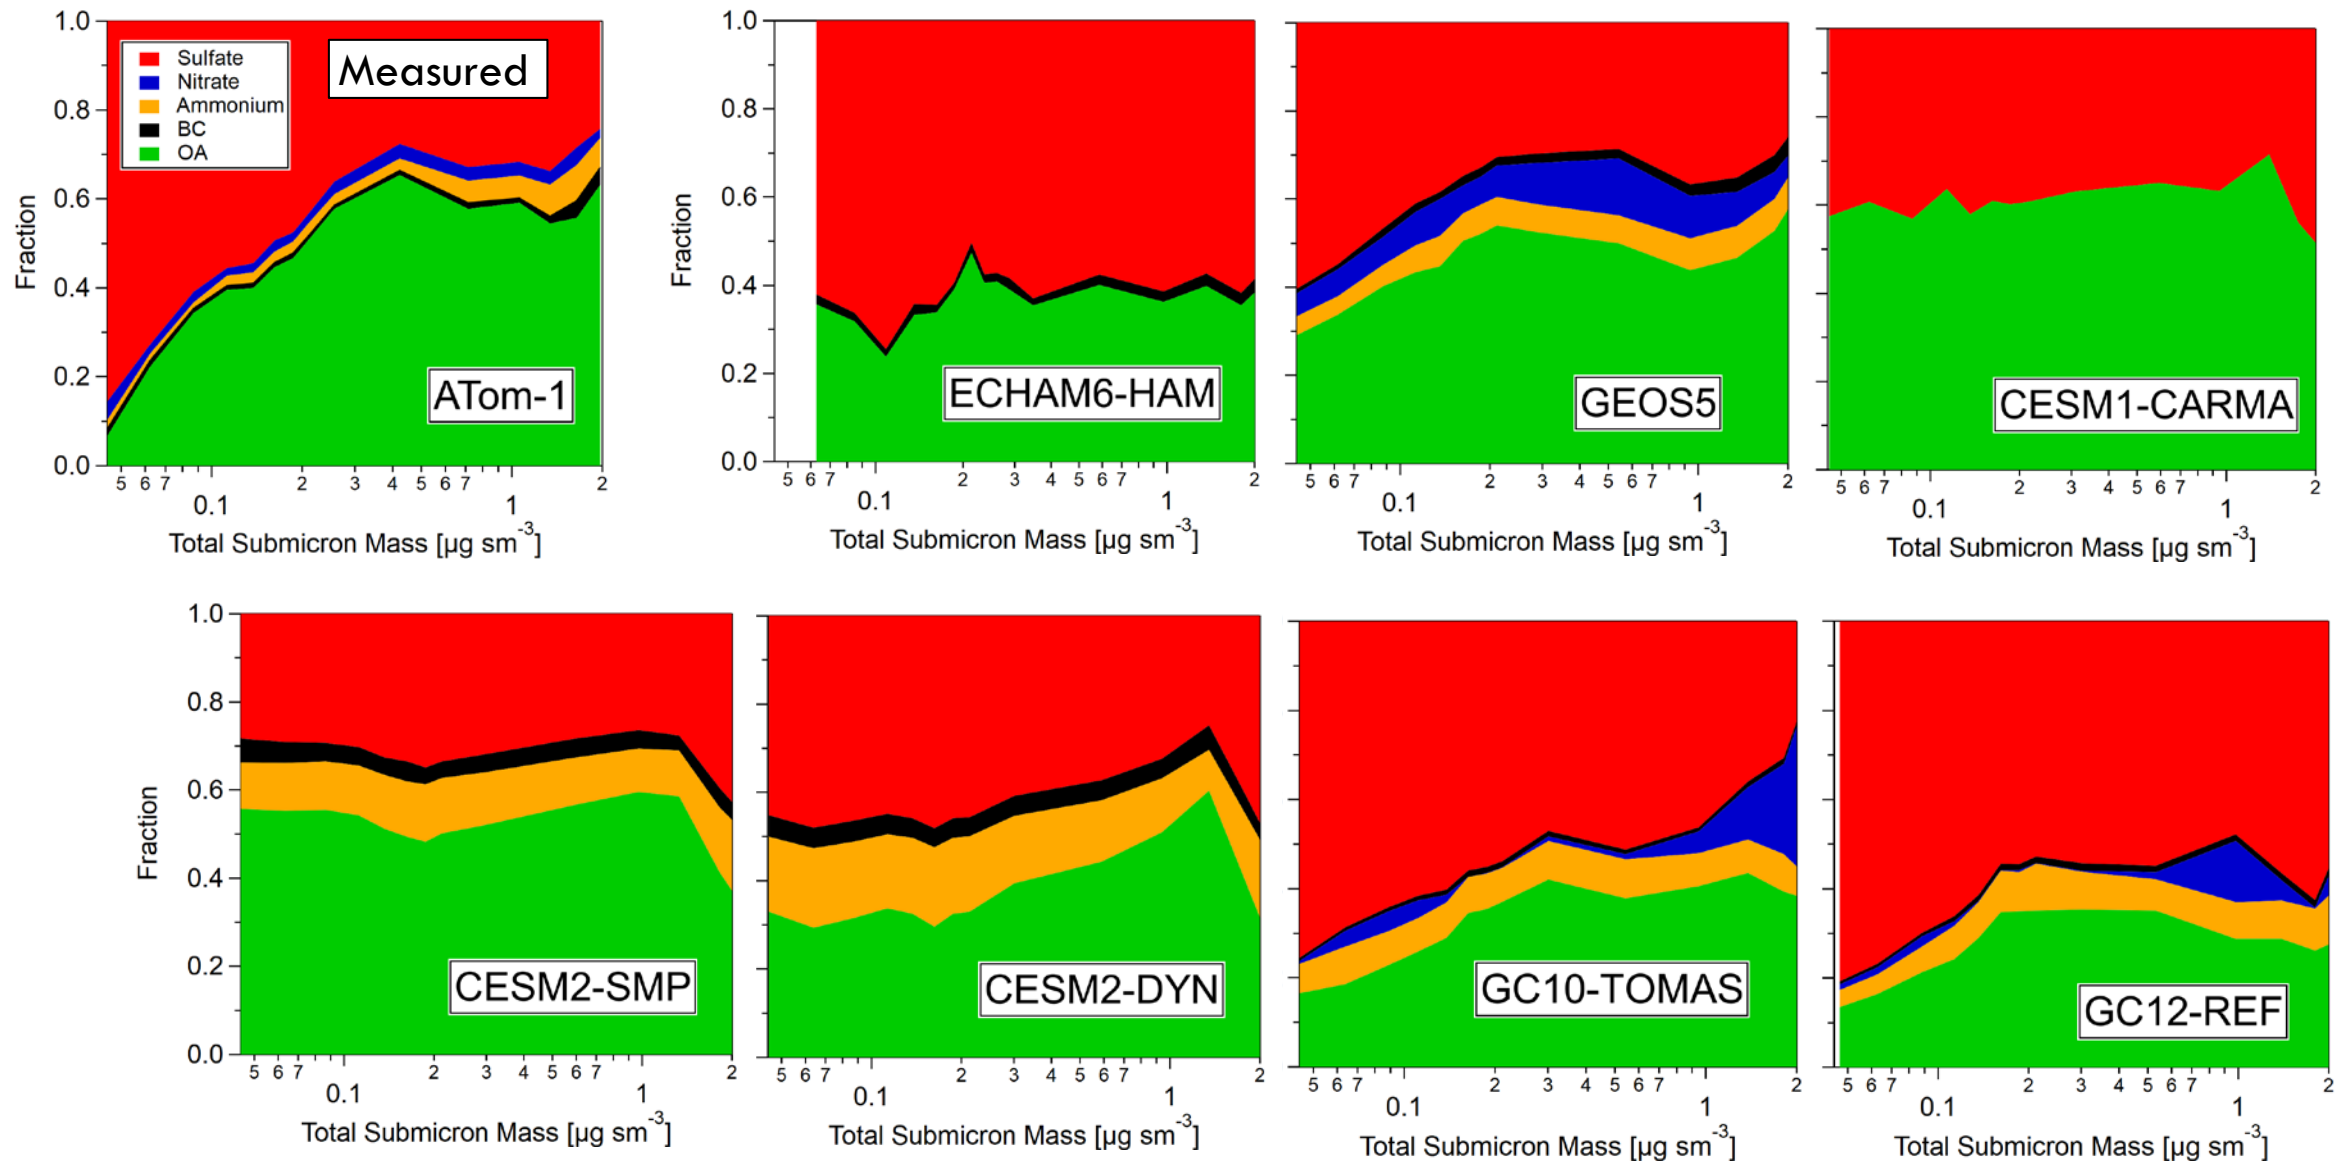 1.0
0.8
0.6
0.4
0.2
0.0
Fraction
Sulfate
Nitrate
Ammonium
BC
OA
Measured
ATom-1
5 6 7 2 3 4 5 6 7 2
0.1 1
Total Submicron Mass [µg sm⁻³]
1.0
0.8
0.6
0.4
0.2
0.0
Fraction
ECHAM6-HAM
5 6 7 2 3 4 5 6 7 2
0.1 1
Total Submicron Mass [µg sm⁻³]
GEOS5
5 6 7 2 3 4 5 6 7 2
0.1 1
Total Submicron Mass [µg sm⁻³]
CESM1-CARMA
5 6 7 2 3 4 5 6 7 2
0.1 1
Total Submicron Mass [µg sm⁻³]
1.0
0.8
0.6
0.4
0.2
0.0
Fraction
CESM2-SMP
5 6 7 2 3 4 5 6 7 2
0.1 1
Total Submicron Mass [µg sm⁻³]
CESM2-DYN
5 6 7 2 3 4 5 6 7 2
0.1 1
Total Submicron Mass [µg sm⁻³]
GC10-TOMAS
5 6 7 2 3 4 5 6 7 2
0.1 1
Total Submicron Mass [µg sm⁻³]
GC12-REF
5 6 7 2 3 4 5 6 7 2
0.1 1
Total Submicron Mass [µg sm⁻³]